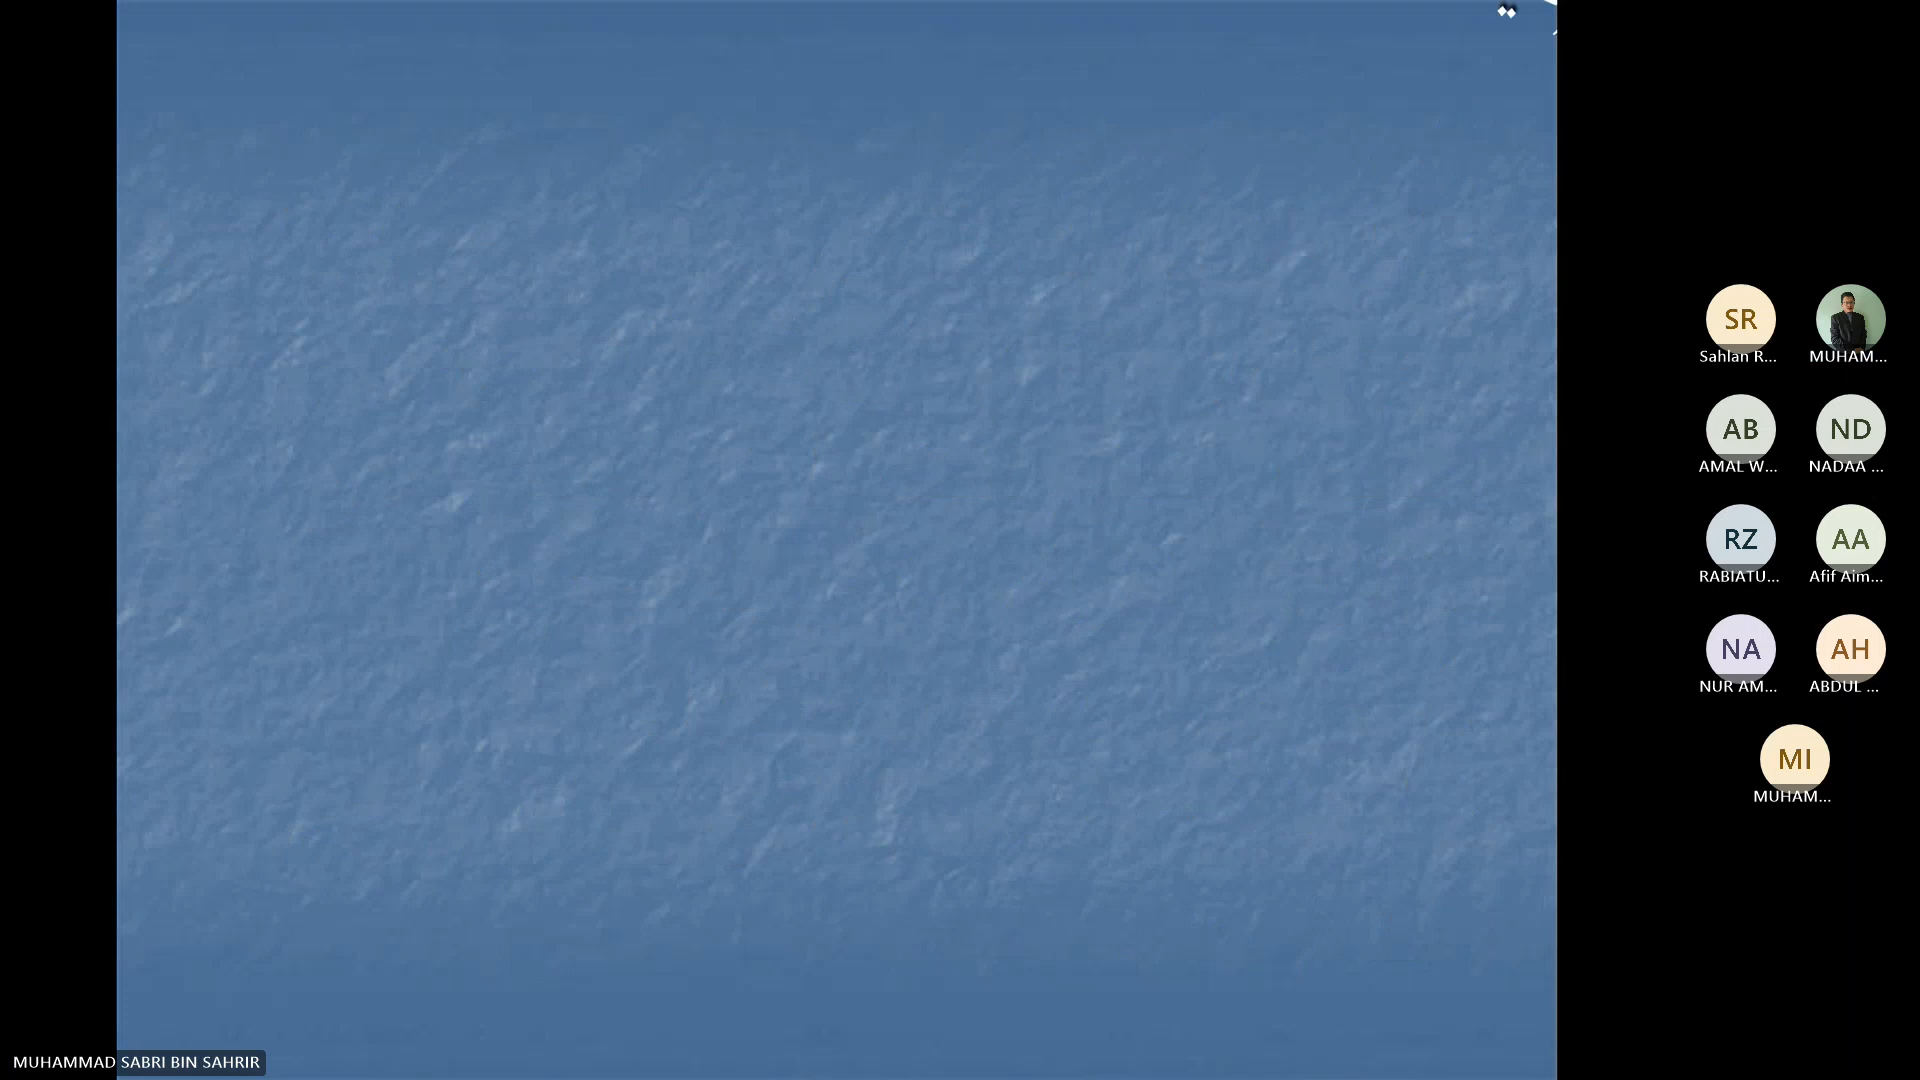 SR
Sahlan R...
MUHAM...
AB
AMAL W...
ND
NADAA ...
RZ
RABIATU...
AA
Afif Aim...
NA
NUR AM...
AH
ABDUL ...
MI
MUHAM...
MUHAMMAD SABRI BIN SAHRIR